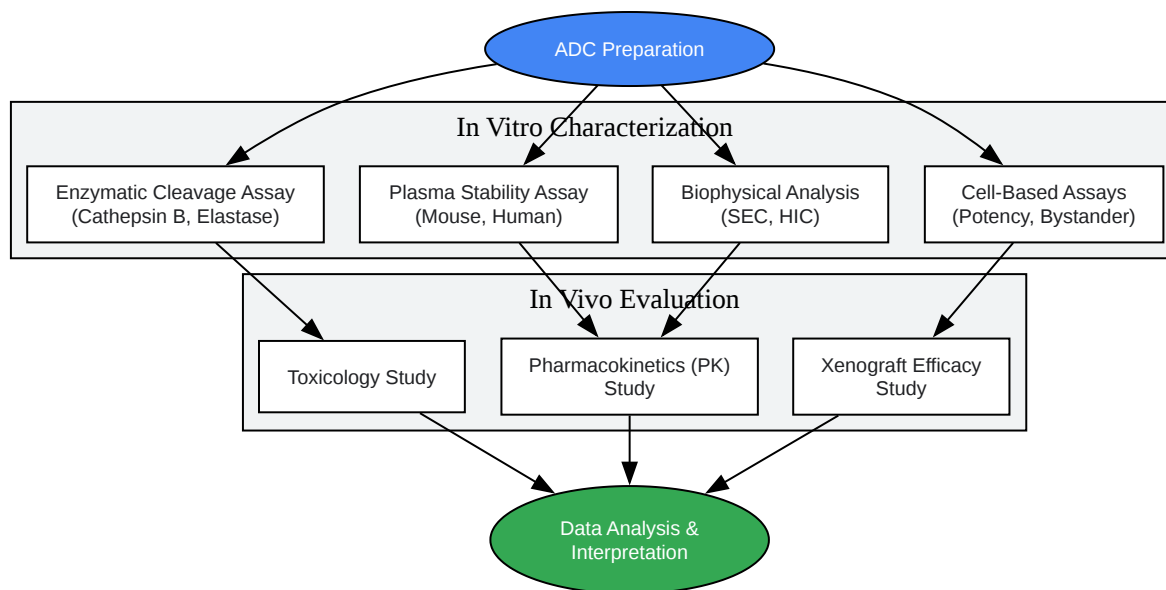 ADC Preparation
In Vitro Characterization
Enzymatic Cleavage Assay
(Cathepsin B, Elastase)
Plasma Stability Assay
(Mouse, Human)
Biophysical Analysis
(SEC, HIC)
Cell-Based Assays
(Potency, Bystander)
In Vivo Evaluation
Toxicology Study
Pharmacokinetics (PK)
Study
Xenograft Efficacy
Study
Data Analysis &
Interpretation